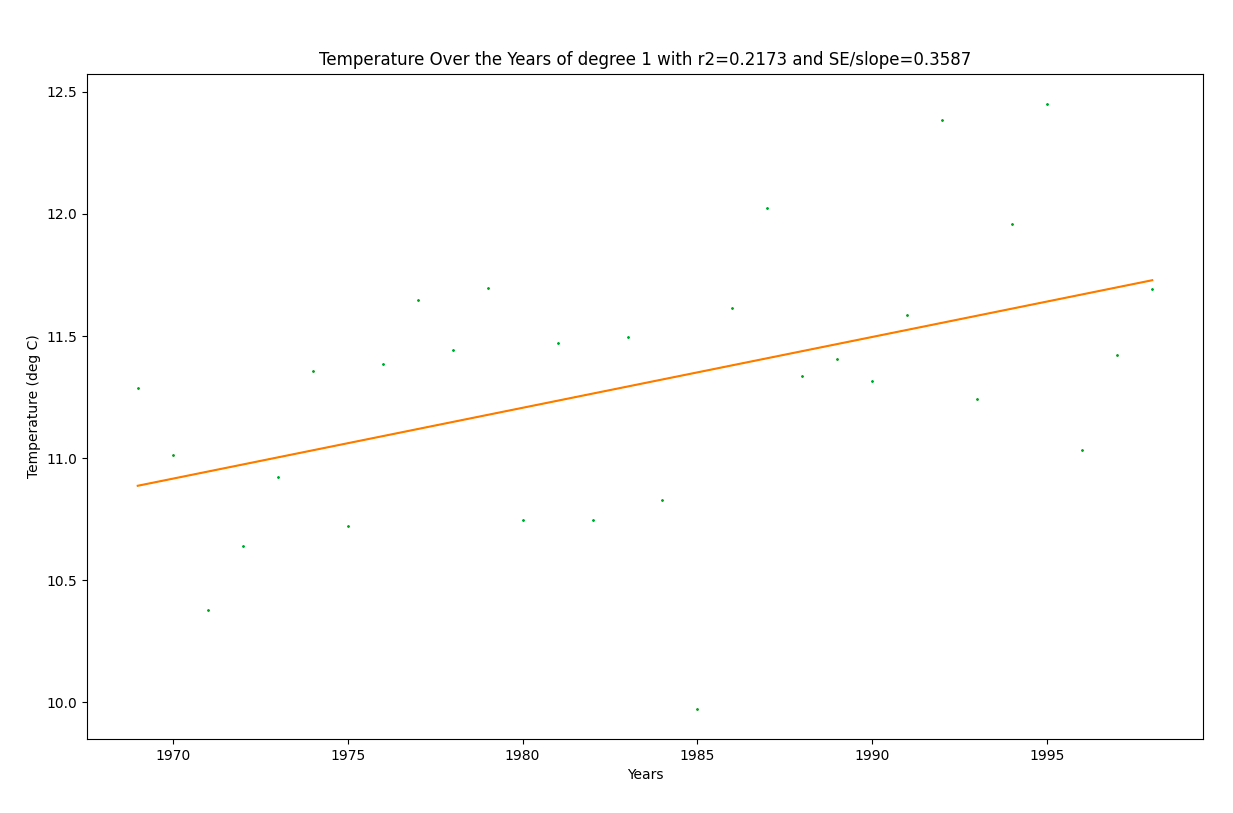 Temperature Over the Years of degree 1 with r2=0.2173 and SE/slope=0.3587
12.5
12.0
11.5
11.0
10.5
10.0
Temperature (deg C)
1970 1975 1980 1985 1990 1995
Years